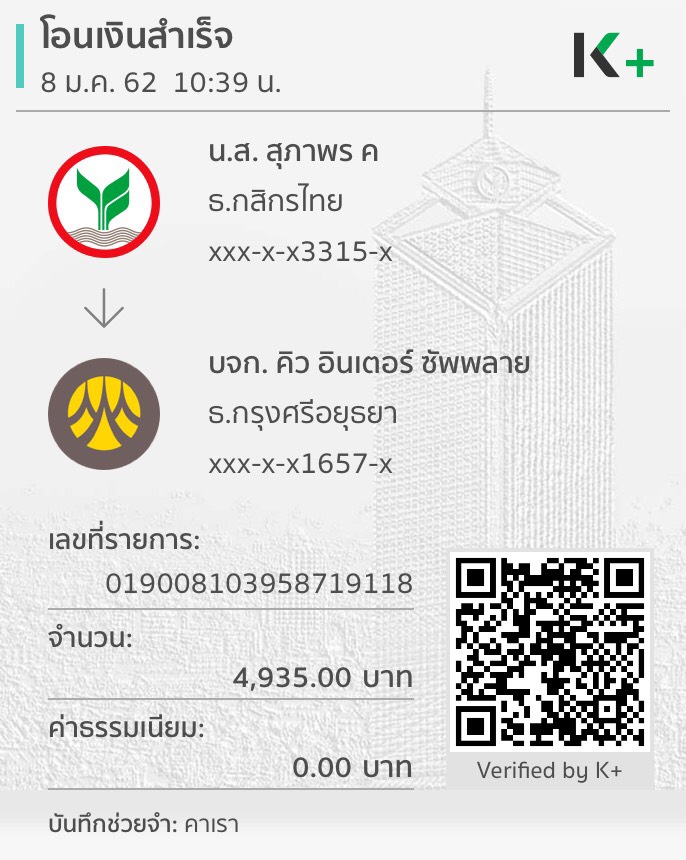 โอนเงินสำเร็จ
8 ม.ค. 62 10:39 น.
K+
น.ส. สุภาพร ค
ธ.กสิกรไทย
xxx-x-x3315-x
บจก. คิว อินเตอร์ ซัพพลาย
ธ.กรุงศรีอยุธยา
xxx-x-x1657-x
เลขที่รายการ:
019008103958719118
จำนวน:
4,935.00 บาท
ค่าธรรมเนียม:
0.00 บาท
Verified by K+
บันทึกช่วยจำ: คาเรา